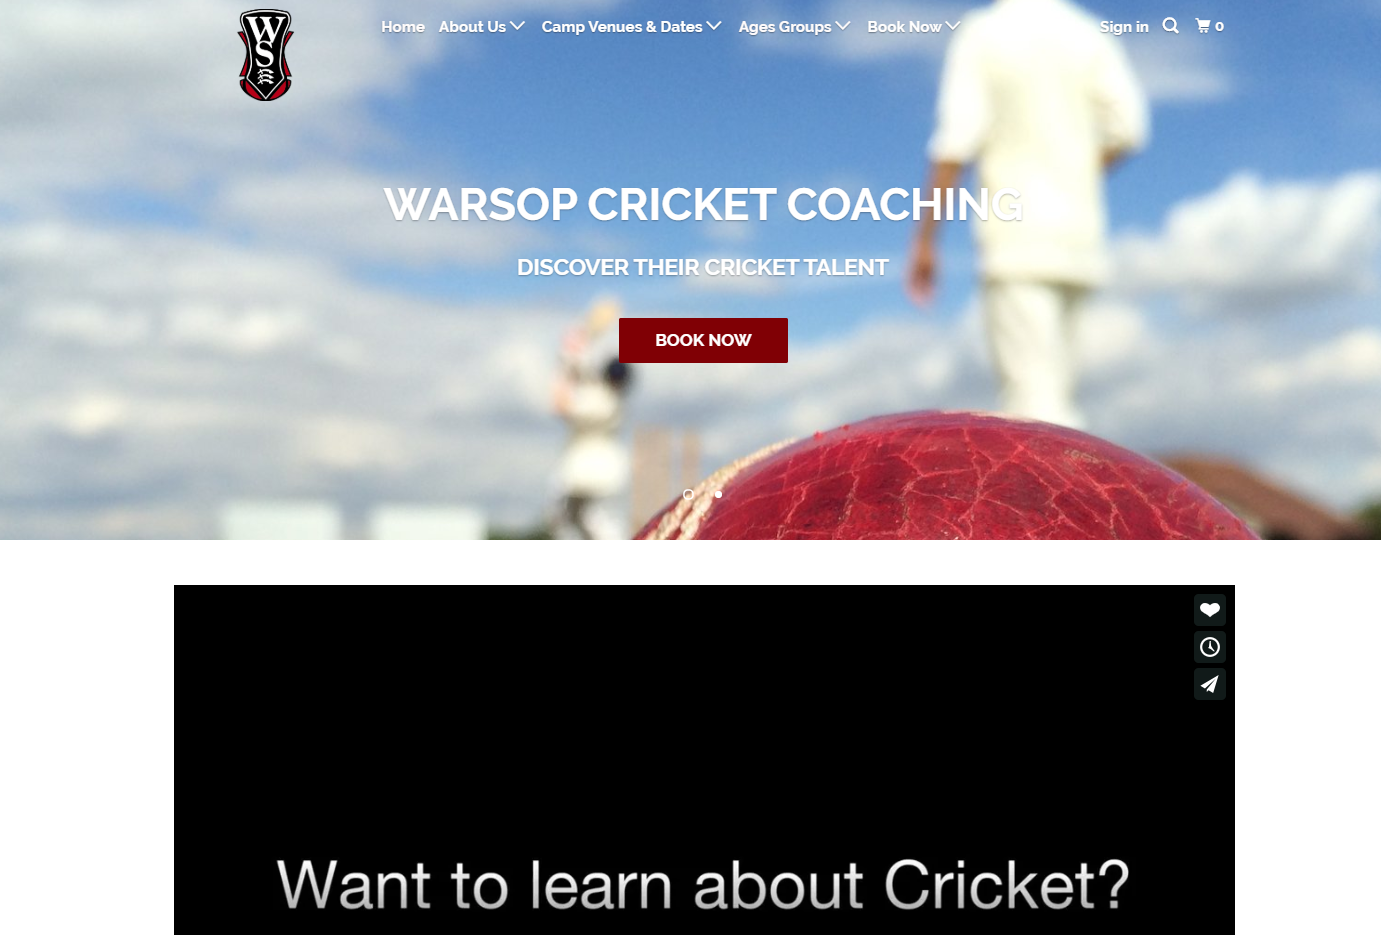 WS
Home About Us Camp Venues & Dates Ages Groups Book Now Sign in 0
WARSOP CRICKET COACHING
DISCOVER THEIR CRICKET TALENT
BOOK NOW
Want to learn about Cricket?